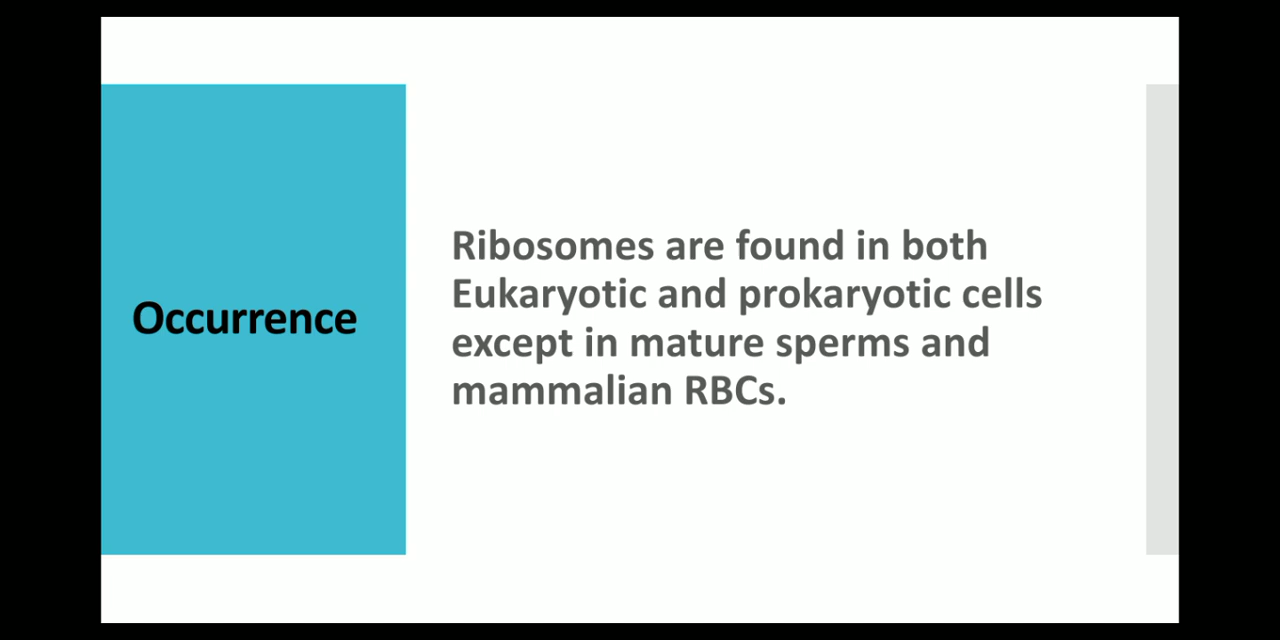 Occurrence
Ribosomes are found in both
Eukaryotic and prokaryotic cells
except in mature sperms and
mammalian RBCs.